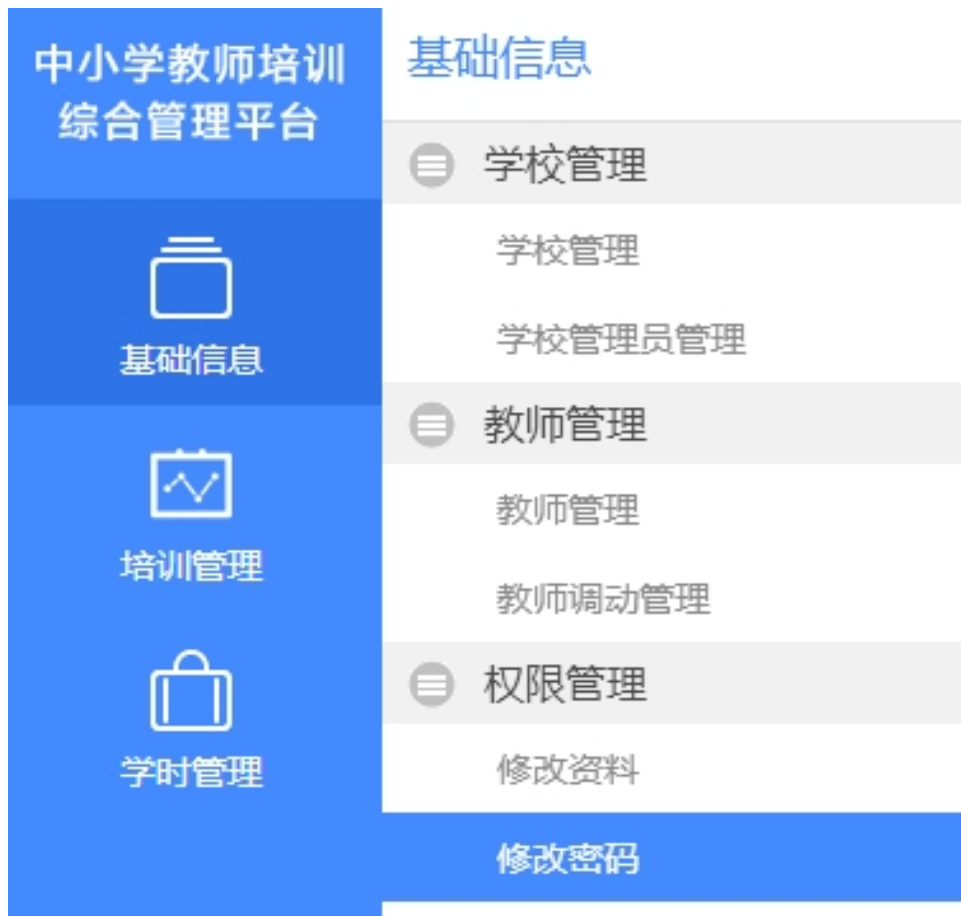 中小学教师培训
综合管理平台
基础信息
培训管理
学时管理
基础信息
学校管理
学校管理
学校管理员管理
教师管理
教师管理
教师调动管理
权限管理
修改资料
修改密码